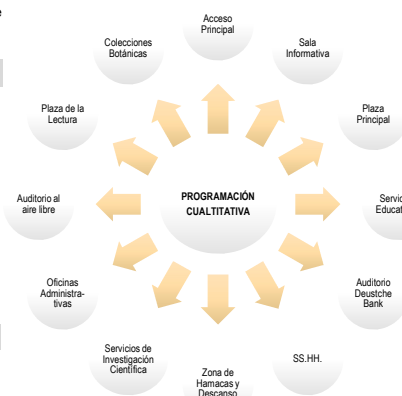 e
Acceso
Principal
Sala
Informativa
Plaza
Principal
Auditorio
Deustche
Bank
SS.HH.
Zona de
Hamacas y
Descanso
Servicios de
Investigación
Científica
Oficinas
Administra-
tivas
Auditorio al
aire libre
Plaza de la
Lectura
Colecciones
Botánicas
PROGRAMACIÓN
CUALTITATIVA